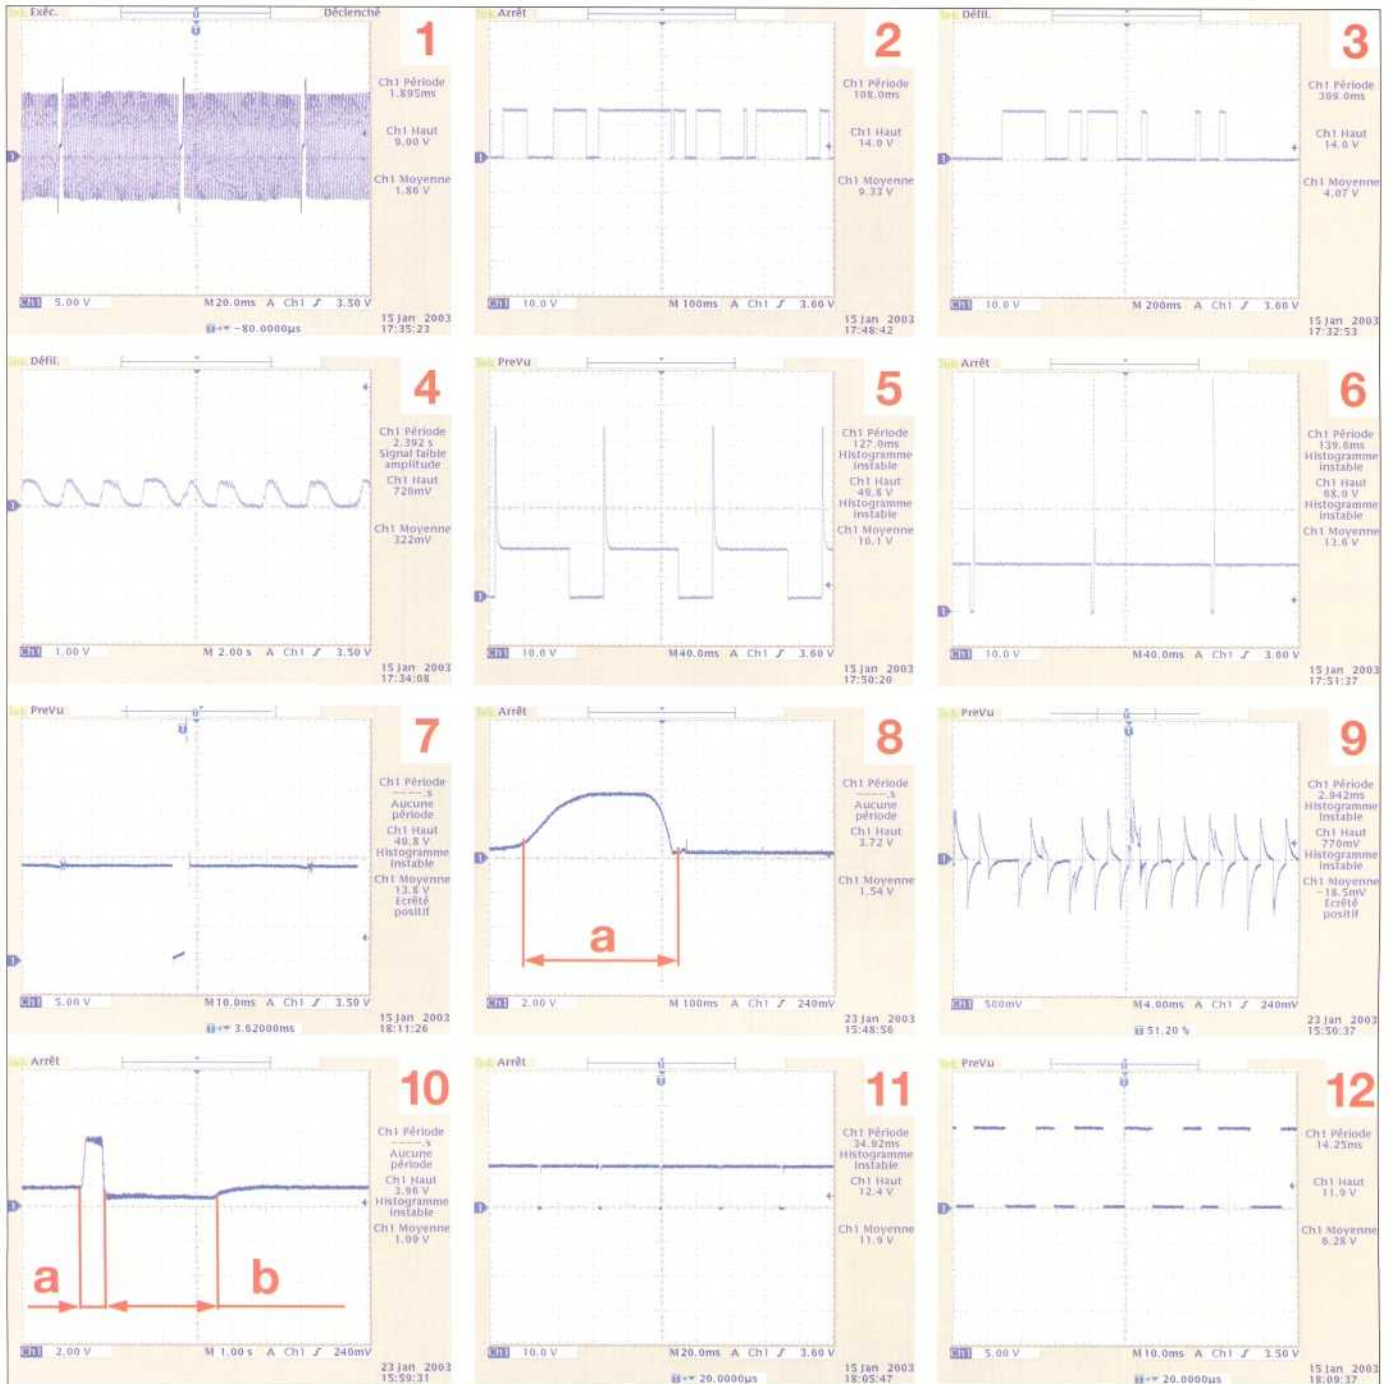 Exéc.
Déclenché
1
Ch1 Période
1.895ms
Ch1 Haut
9.00 V
Ch1 Moyenne
1.86 V
Ch1 5.00 V
M 20.0ms A Ch1 3.50 V
-80.0000µs
15 Jan 2003
17:35:23
Arrêt
2
Ch1 Période
108.0ms
Ch1 Haut
14.0 V
Ch1 Moyenne
9.33 V
Ch1 10.0 V
M 100ms A Ch1 3.60 V
15 Jan 2003
17:48:42
Défil.
3
Ch1 Période
309.0ms
Ch1 Haut
14.0 V
Ch1 Moyenne
4.07 V
Ch1 10.0 V
M 200ms A Ch1 3.60 V
15 Jan 2003
17:32:53
Défil.
4
Ch1 Période
2.392 s
Signal faible
amplitude
Ch1 Haut
720mV
Ch1 Moyenne
322mV
Ch1 1.00 V
M 2.00 s A Ch1 3.50 V
15 Jan 2003
17:34:08
PreVu
5
Ch1 Période
127.0ms
Histogramme
instable
Ch1 Haut
49.8 V
Histogramme
instable
Ch1 Moyenne
10.1 V
Ch1 10.0 V
M 40.0ms A Ch1 3.60 V
15 Jan 2003
17:50:20
Arrêt
6
Ch1 Période
139.6ms
Histogramme
instable
Ch1 Haut
Histogramme
instable
Ch1 Moyenne
13.6 V
Ch1 10.0 V
M 40.0ms A Ch1 3.60 V
15 Jan 2003
17:51:37
PreVu
7
Ch1 Période
----.s
Aucune
période
Ch1 Haut
49.8 V
Histogramme
instable
Ch1 Moyenne
13.8 V
Ecrêté
positif
Ch1 5.00 V
M 10.0ms A Ch1 3.50 V
3.62000ms
15 Jan 2003
18:11:26
Arrêt
8
a
Ch1 Période
----.s
Aucune
période
Ch1 Haut
3.72 V
Ch1 Moyenne
1.54 V
Ch1 2.00 V
M 100ms A Ch1 240mV
23 Jan 2003
15:48:56
PreVu
9
Ch1 Période
2.942ms
Histogramme
instable
Ch1 Haut
770mV
Histogramme
instable
Ch1 Moyenne
-18.5mV
Ecrêté
positif
Ch1 500mV
M 4.00ms A Ch1 240mV
51.20 %
23 Jan 2003
15:50:37
Arrêt
10
a
b
Ch1 Période
----.s
Aucune
période
Ch1 Haut
3.96 V
Histogramme
instable
Ch1 Moyenne
1.09 V
Ch1 2.00 V
M 1.00 s A Ch1 240mV
23 Jan 2003
15:59:31
Arrêt
11
Ch1 Période
34.92ms
Histogramme
instable
Ch1 Haut
12.4 V
Ch1 Moyenne
11.9 V
Ch1 10.0 V
M 20.0ms A Ch1 3.60 V
20.0000µs
15 Jan 2003
18:05:47
PreVu
12
Ch1 Période
14.25ms
Ch1 Haut
11.9 V
Ch1 Moyenne
6.28 V
Ch1 5.00 V
M 10.0ms A Ch1 3.50 V
20.0000µs
15 Jan 2003
18:09:37